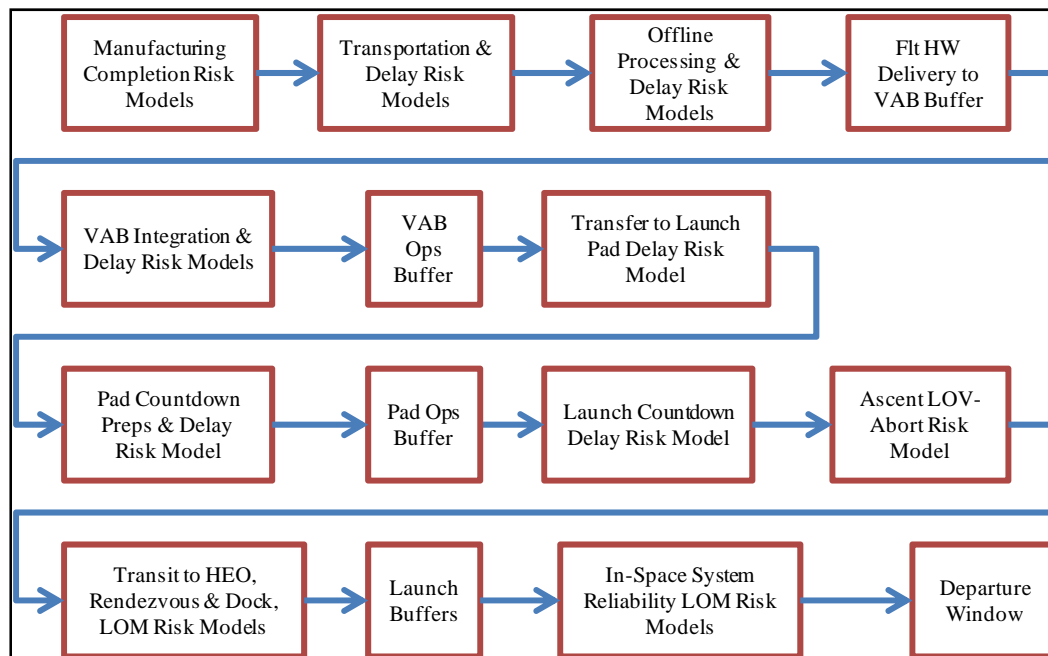 Manufacturing
Completion Risk
Models
Transportation &
Delay Risk
Models
Offline
Processing &
Delay Risk
Models
Flt HW
Delivery to
VAB Buffer
VAB Integration &
Delay Risk Models
VAB
Ops
Buffer
Transfer to Launch
Pad Delay Risk
Model
Pad Countdown
Preps & Delay
Risk Model
Pad Ops
Buffer
Launch Countdown
Delay Risk Model
Ascent LOV-
Abort Risk
Model
Transit to HEO,
Rendezvous & Dock,
LOM Risk Models
Launch
Buffers
In-Space System
Reliability LOM Risk
Models
Departure
Window